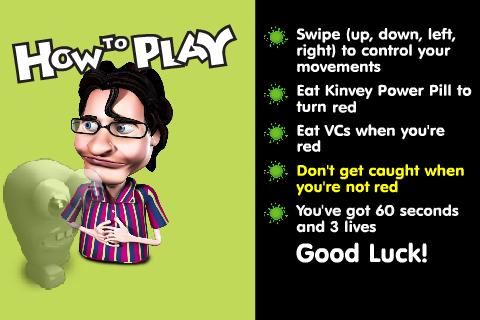 HOW TO PLAY
Swipe (up, down, left,
right) to control your
movements
Eat Kinvey Power Pill to
turn red
Eat VCs when you're
red
Don't get caught when
you're not red
You've got 60 seconds
and 3 lives
Good Luck!